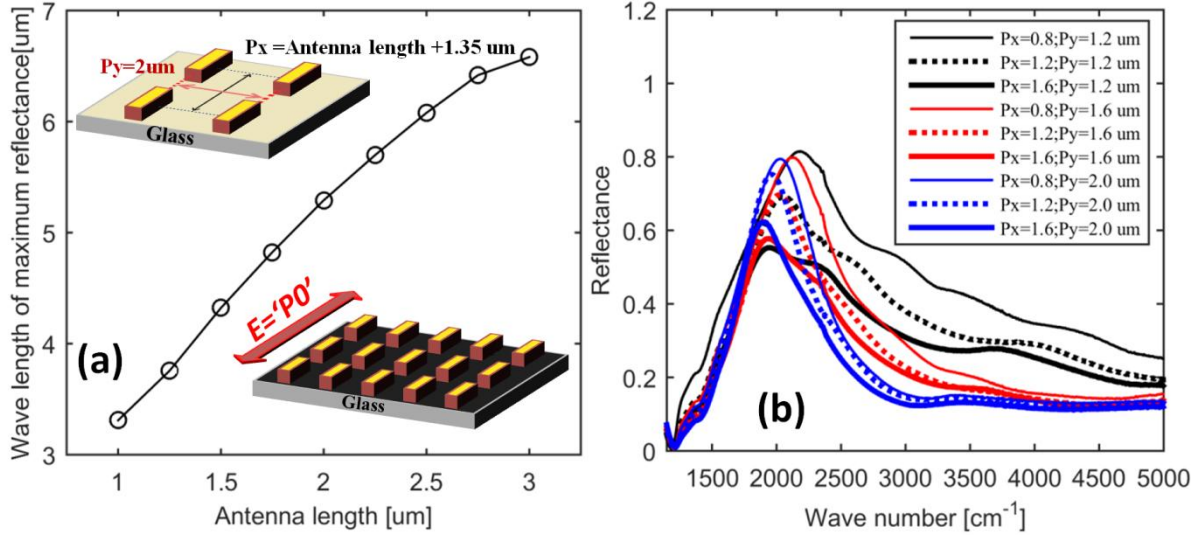 Wave length of maximum reflectance[um]
7
6
5
4
3
Px =Antenna length +1.35 um
Py=2um
Glass
(a)
E='P0'
Glass
1
1.5
2
2.5
3
Antenna length [um]
Reflectance
1.2
1
0.8
0.6
0.4
0.2
0
Px=0.8;Py=1.2 um
Px=1.2;Py=1.2 um
Px=1.6;Py=1.2 um
Px=0.8;Py=1.6 um
Px=1.2;Py=1.6 um
Px=1.6;Py=1.6 um
Px=0.8;Py=2.0 um
Px=1.2;Py=2.0 um
Px=1.6;Py=2.0 um
(b)
1500 2000 2500 3000 3500 4000 4500 5000
Wave number [cm⁻¹]